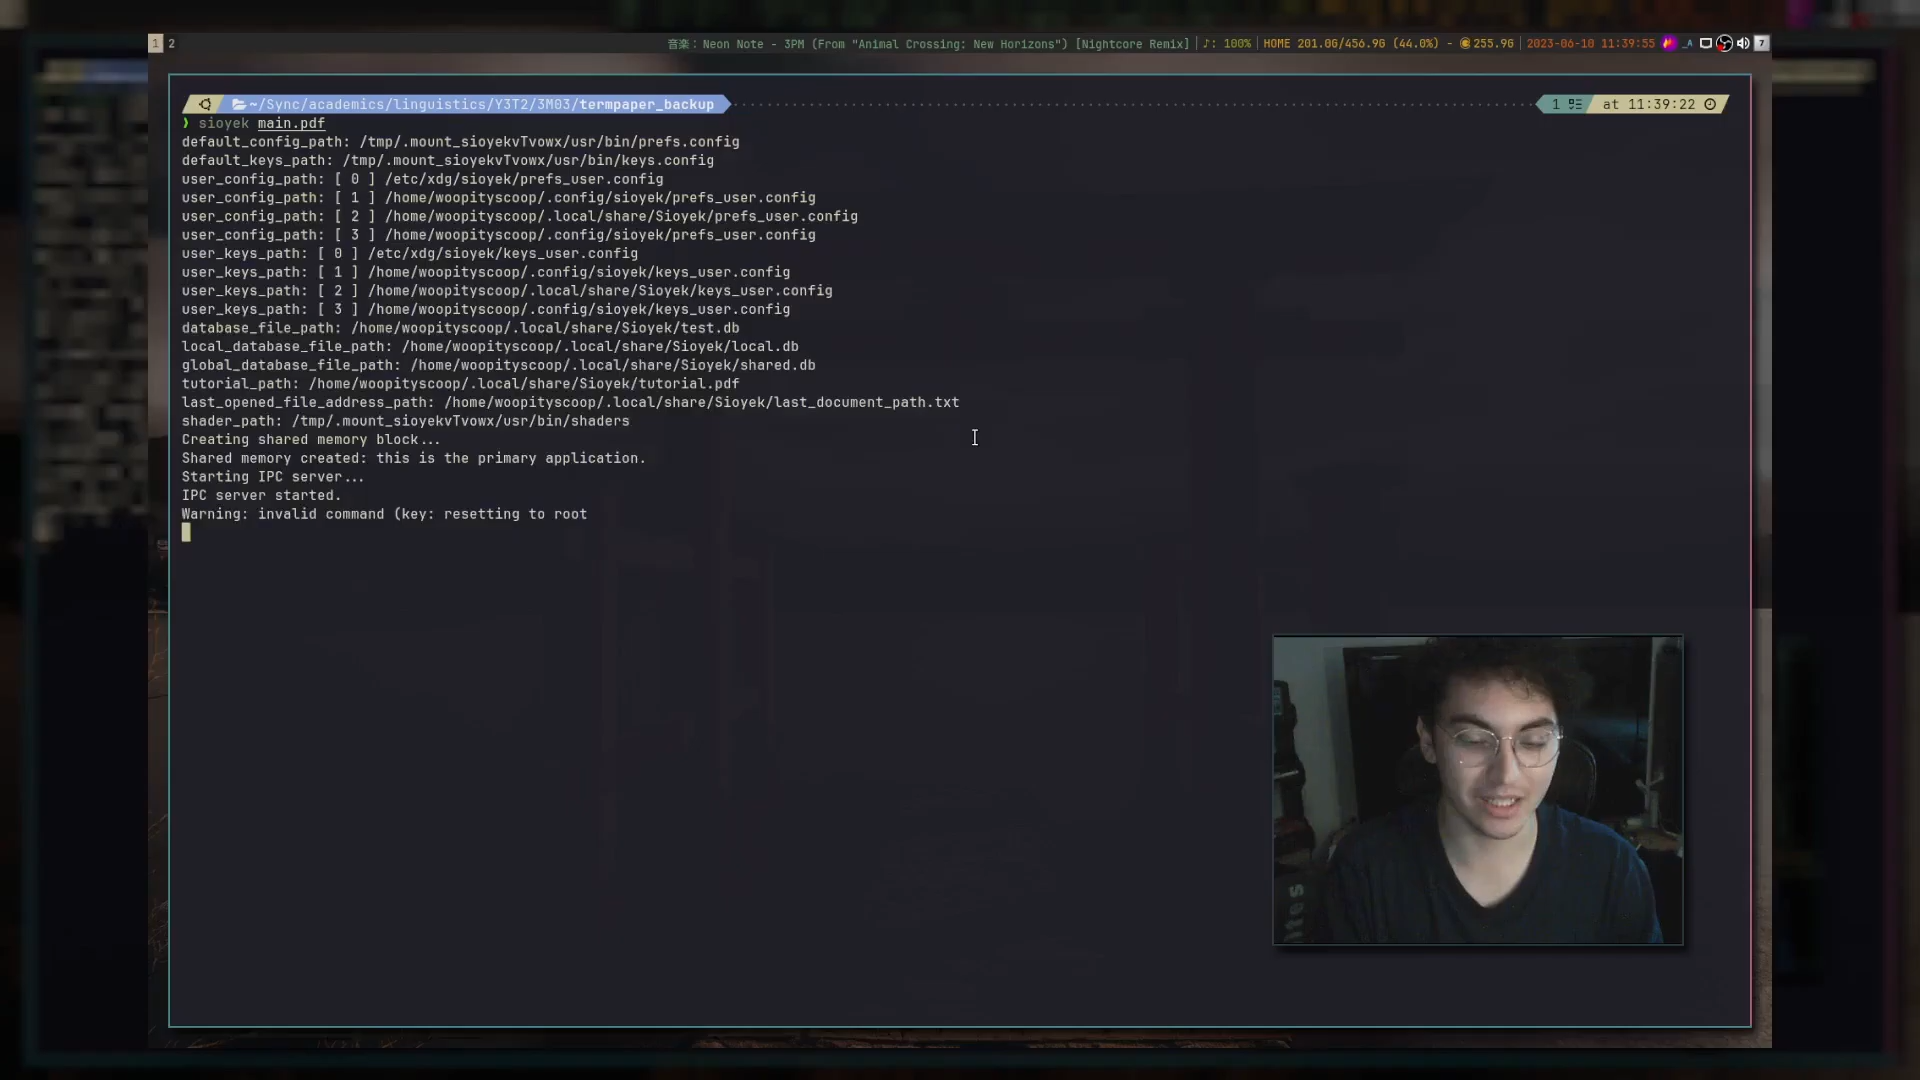 1 2
音楽: Neon Note - 3PM (From "Animal Crossing: New Horizons") [Nightcore Remix] | ♪: 100% | HOME 201.0G/456.9G (44.0%) - 255.9G | 2023-06-10 11:39:55 _A 7
~/Sync/academics/linguistics/Y3T2/3M03/termpaper_backup
1 at 11:39:22
❯ sioyek main.pdf
default_config_path: /tmp/.mount_sioyekvTvowx/usr/bin/prefs.config
default_keys_path: /tmp/.mount_sioyekvTvowx/usr/bin/keys.config
user_config_path: [ 0 ] /etc/xdg/sioyek/prefs_user.config
user_config_path: [ 1 ] /home/woopityscoop/.config/sioyek/prefs_user.config
user_config_path: [ 2 ] /home/woopityscoop/.local/share/Sioyek/prefs_user.config
user_config_path: [ 3 ] /home/woopityscoop/.config/sioyek/prefs_user.config
user_keys_path: [ 0 ] /etc/xdg/sioyek/keys_user.config
user_keys_path: [ 1 ] /home/woopityscoop/.config/sioyek/keys_user.config
user_keys_path: [ 2 ] /home/woopityscoop/.local/share/Sioyek/keys_user.config
user_keys_path: [ 3 ] /home/woopityscoop/.config/sioyek/keys_user.config
database_file_path: /home/woopityscoop/.local/share/Sioyek/test.db
local_database_file_path: /home/woopityscoop/.local/share/Sioyek/local.db
global_database_file_path: /home/woopityscoop/.local/share/Sioyek/shared.db
tutorial_path: /home/woopityscoop/.local/share/Sioyek/tutorial.pdf
last_opened_file_address_path: /home/woopityscoop/.local/share/Sioyek/last_document_path.txt
shader_path: /tmp/.mount_sioyekvTvowx/usr/bin/shaders
Creating shared memory block...
Shared memory created: this is the primary application.
Starting IPC server...
IPC server started.
Warning: invalid command (key: resetting to root